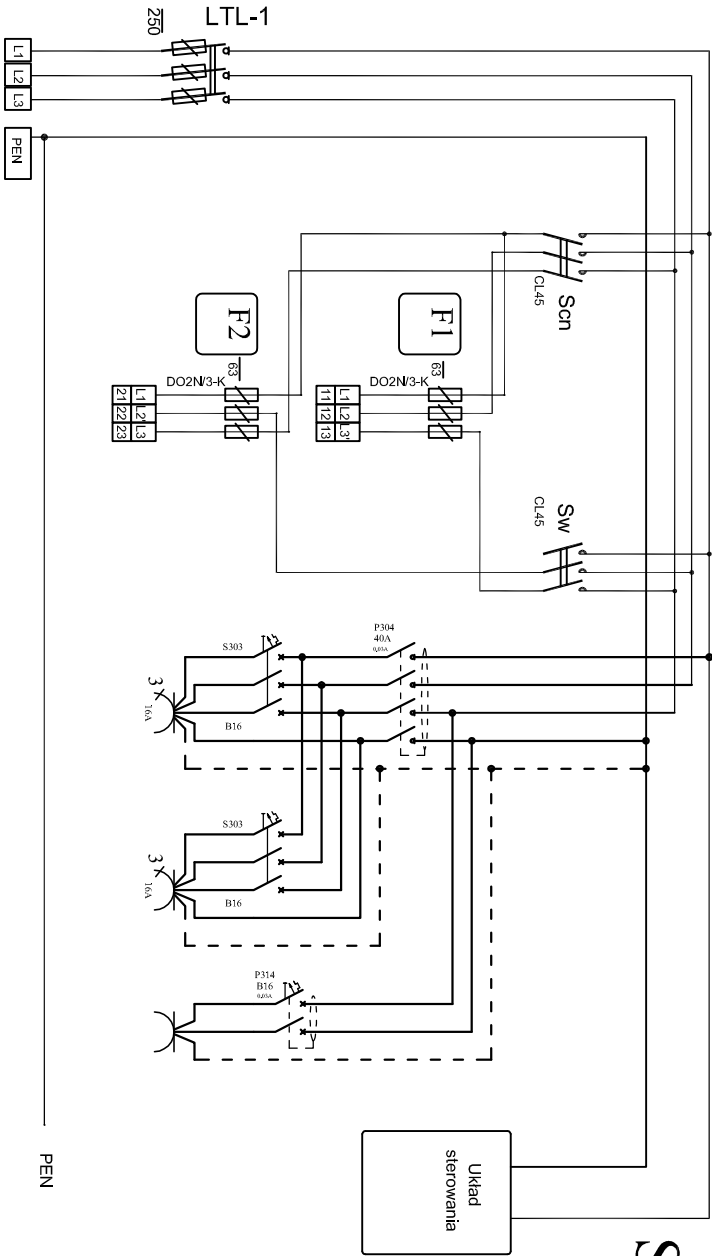 LTL-1
250
L1
L2
L3
PEN
Scn
CL45
F1
63
DO2N/3-K
L1 L2 L3'
11 12 13
F2
63
DO2N/3-K
L1 L2' L3
21 22 23
Sw
CL45
P304
40A
0,03A
S303
B16
3
16A
S303
B16
3
16A
P314
B16
0,03A
Układ
sterowania
PEN
S